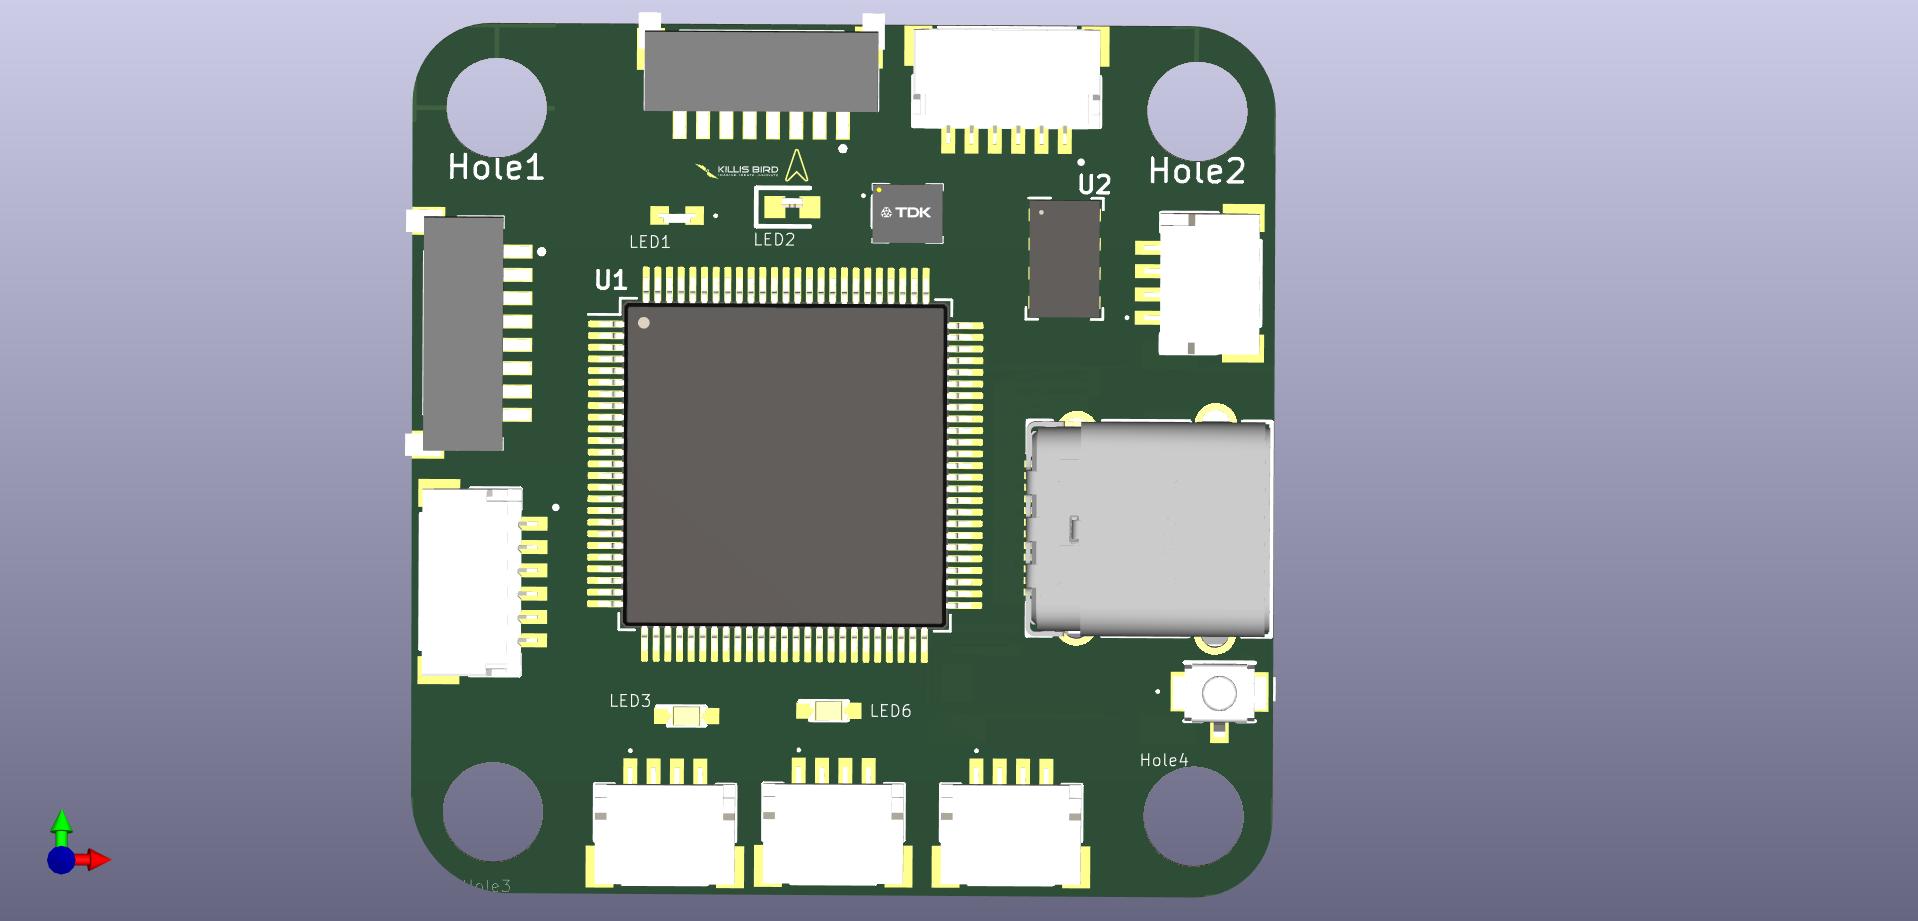 Hole1
KILLIS BIRD
U2
Hole2
TDK
LED1
LED2
U1
LED3
LED6
Hole4
Hole3